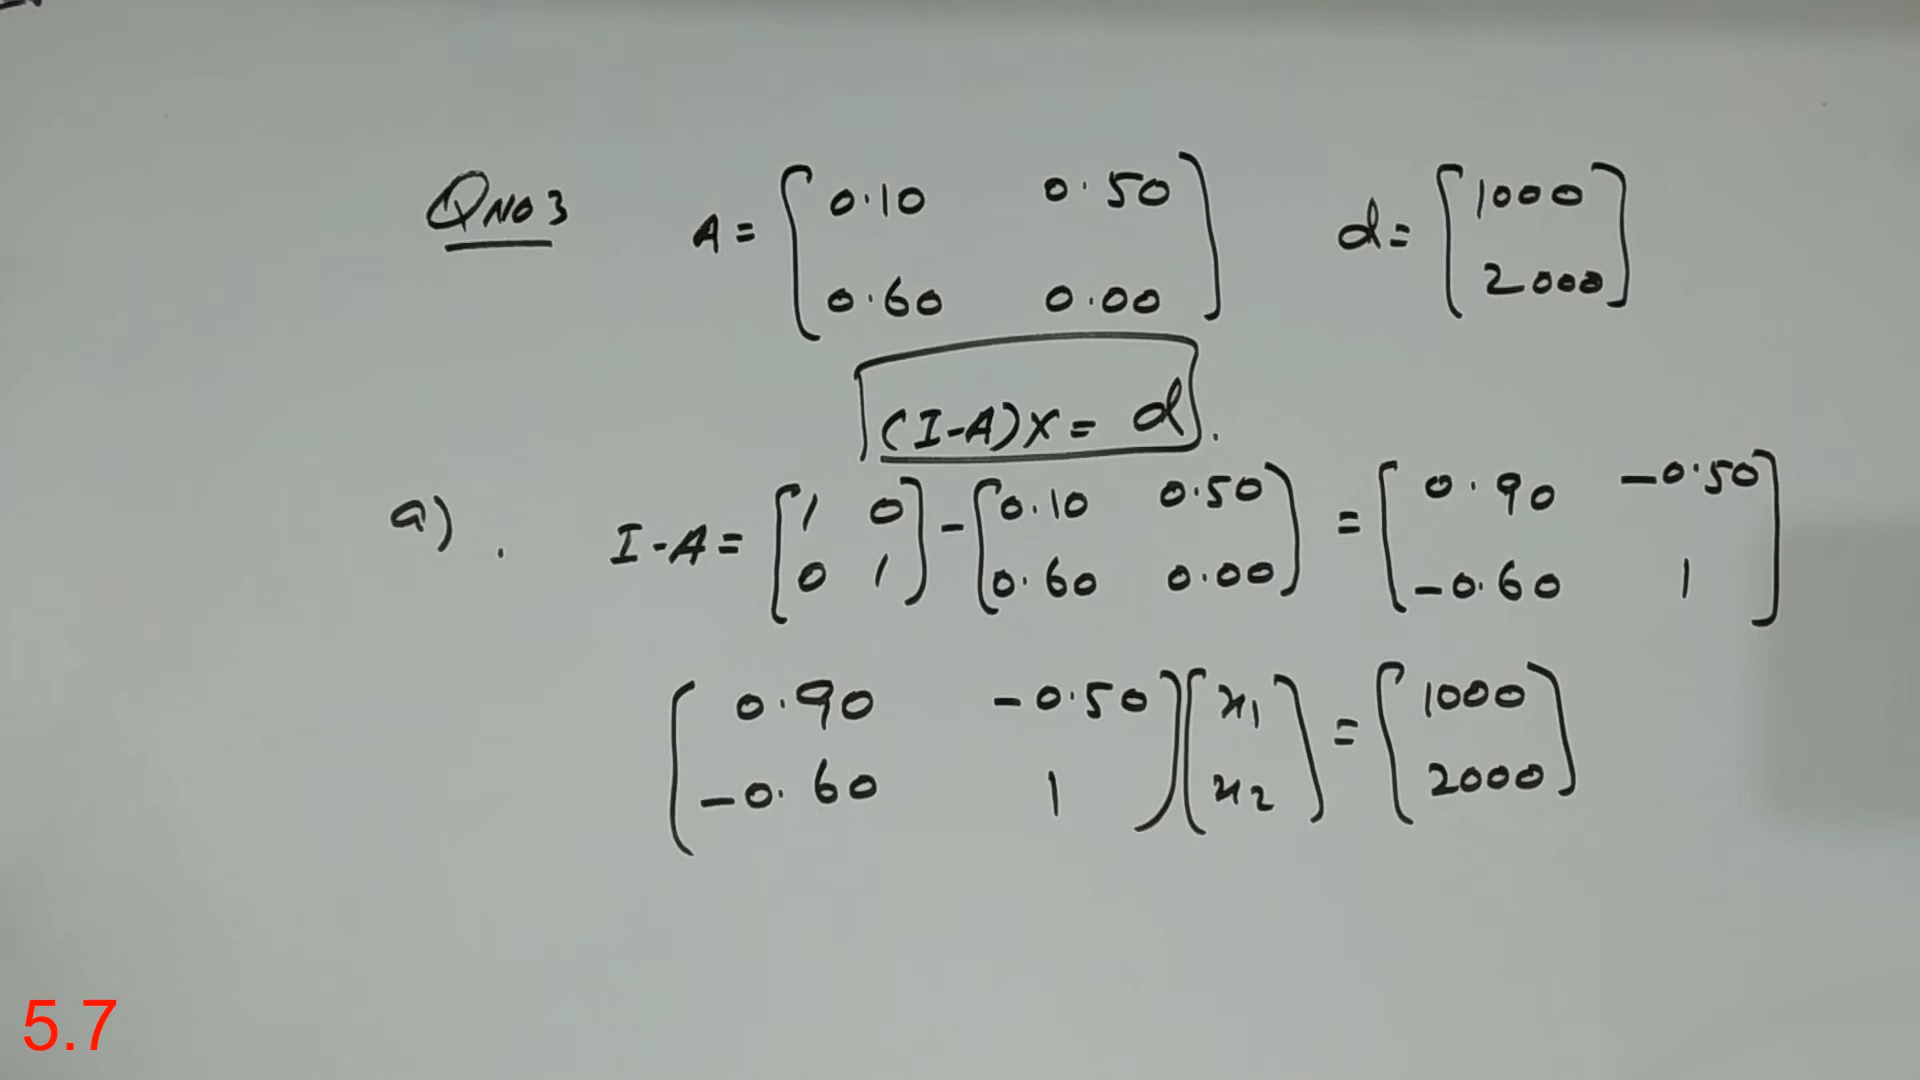 QNO3 A = [0.10 0.50 0.60 0.00] d = [1000 2000]
(I-A)X = d.
a). I-A = [1 0 0 1] - [0.10 0.50 0.60 0.00] = [0.90 -0.50 -0.60 1]
[0.90 -0.50 -0.60 1] [x1 x2] = [1000 2000]
5.7